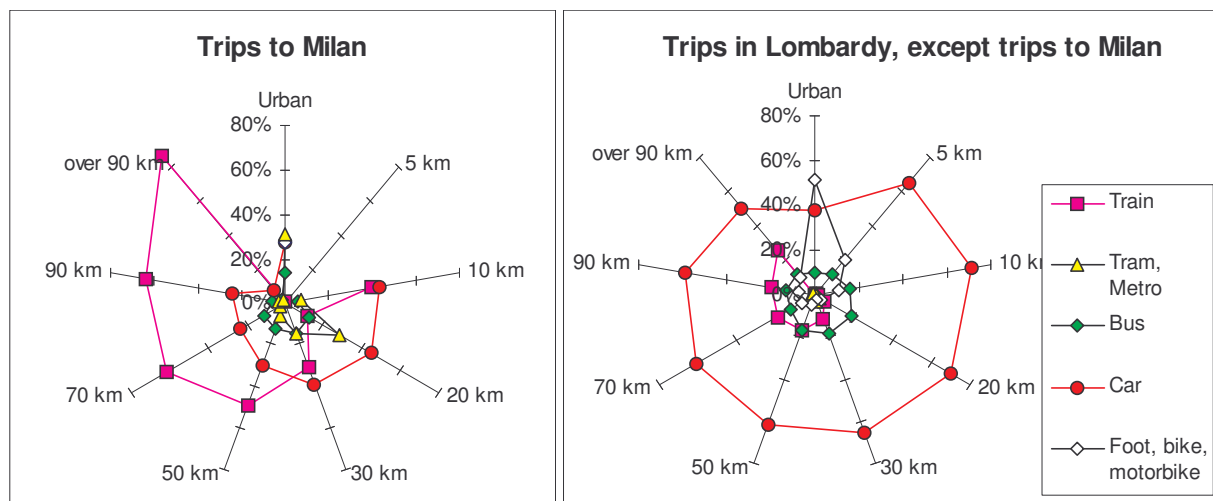 Trips to Milan
Urban
80%
60%
40%
20%
0%
5 km
10 km
20 km
30 km
50 km
70 km
90 km
over 90 km
Trips in Lombardy, except trips to Milan
Urban
80%
60%
40%
20%
0%
5 km
10 km
20 km
30 km
50 km
70 km
90 km
over 90 km
Train
Tram,
Metro
Bus
Car
Foot, bike,
motorbike